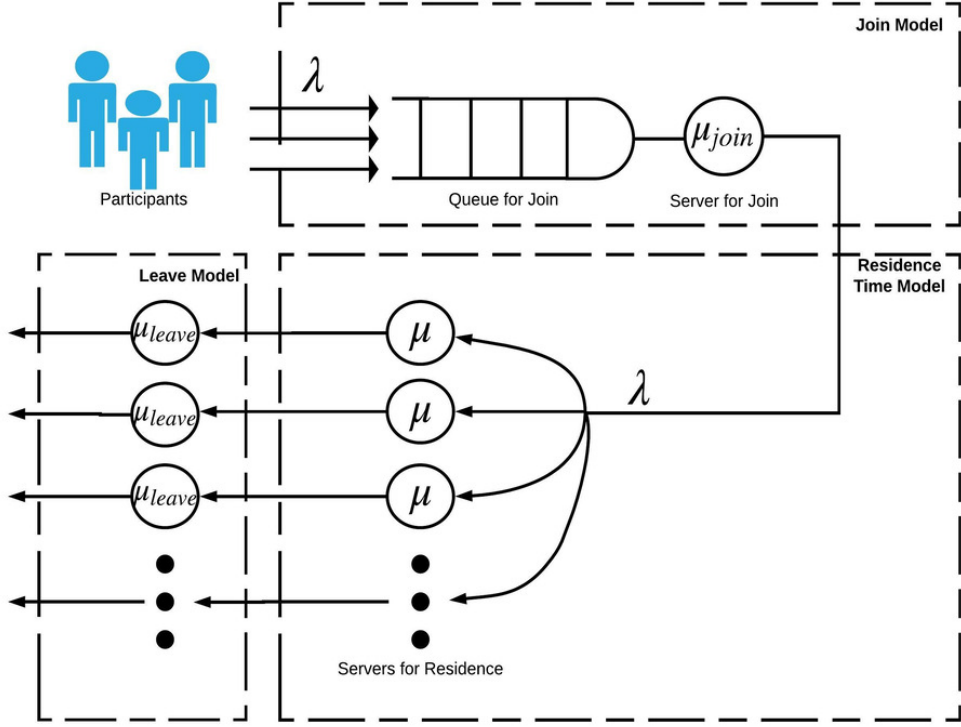 Join Model
λ
μjoin
Participants
Queue for Join
Server for Join
Residence
Time Model
Leave Model
μleave
μ
λ
μleave
μ
μleave
μ
Servers for Residence